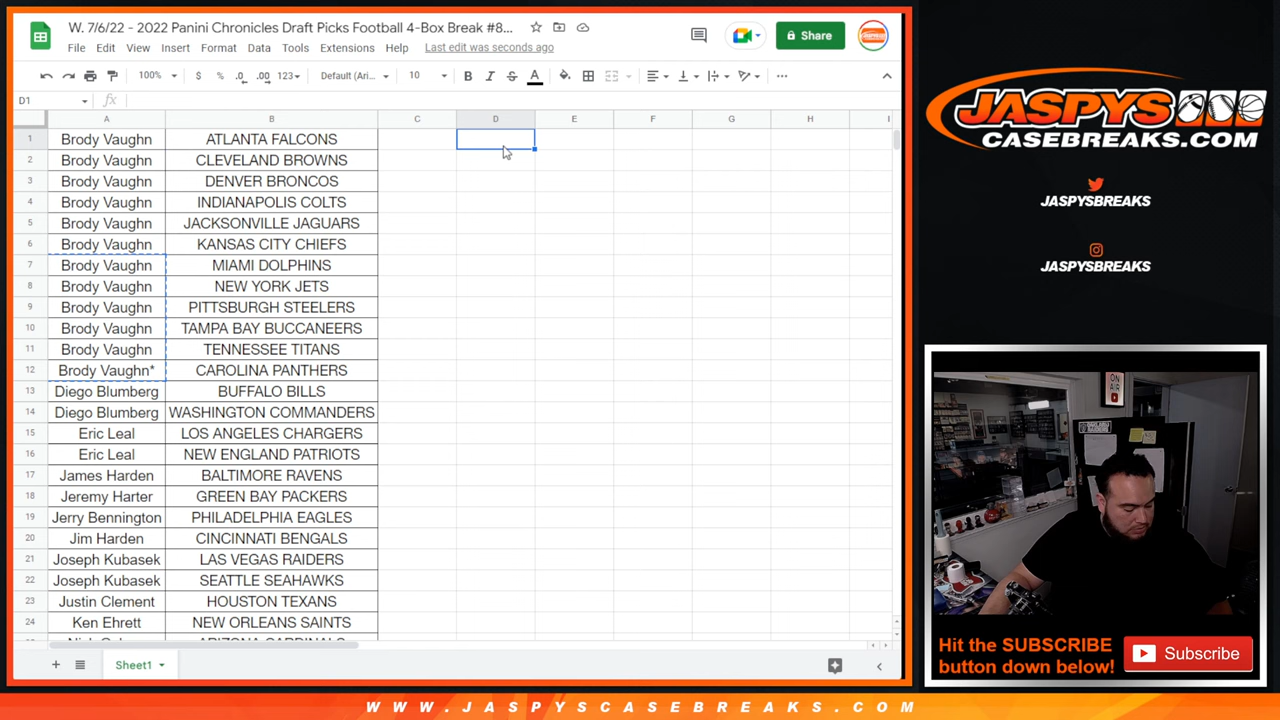 W. 7/6/22 - 2022 Panini Chronicles Draft Picks Football 4-Box Break #8...
File Edit View Insert Format Data Tools Extensions Help Last edit was seconds ago
Share
100% $ % .0 .00 123 Default (Ari... 10 B I S A
D1 fx
A B C D E F G H I
1 Brody Vaughn ATLANTA FALCONS
2 Brody Vaughn CLEVELAND BROWNS
3 Brody Vaughn DENVER BRONCOS
4 Brody Vaughn INDIANAPOLIS COLTS
5 Brody Vaughn JACKSONVILLE JAGUARS
6 Brody Vaughn KANSAS CITY CHIEFS
7 Brody Vaughn MIAMI DOLPHINS
8 Brody Vaughn NEW YORK JETS
9 Brody Vaughn PITTSBURGH STEELERS
10 Brody Vaughn TAMPA BAY BUCCANEERS
11 Brody Vaughn TENNESSEE TITANS
12 Brody Vaughn* CAROLINA PANTHERS
13 Diego Blumberg BUFFALO BILLS
14 Diego Blumberg WASHINGTON COMMANDERS
15 Eric Leal LOS ANGELES CHARGERS
16 Eric Leal NEW ENGLAND PATRIOTS
17 James Harden BALTIMORE RAVENS
18 Jeremy Harter GREEN BAY PACKERS
19 Jerry Bennington PHILADELPHIA EAGLES
20 Jim Harden CINCINNATI BENGALS
21 Joseph Kubasek LAS VEGAS RAIDERS
22 Joseph Kubasek SEATTLE SEAHAWKS
23 Justin Clement HOUSTON TEXANS
24 Ken Ehrett NEW ORLEANS SAINTS
ARIZONA CARDINALS
Sheet1
JASPYS
CASEBREAKS.COM
JASPYSBREAKS
JASPYSBREAKS
ON
AIR
Hit the SUBSCRIBE
button down below!
Subscribe
WWW.JASPYSCASEBREAKS.COM